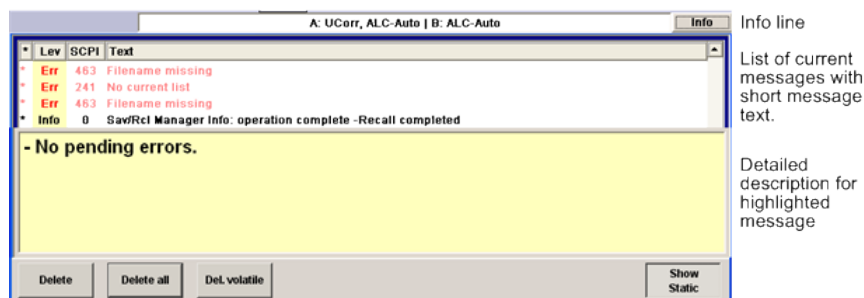 A: UCorr, ALC-Auto | B: ALC-Auto
Info
Info line
* Lev SCPI Text
* Err 463 Filename missing
* Err 241 No current list
* Err 463 Filename missing
* Info 0 Sav/Rcl Manager Info: operation complete -Recall completed
List of current
messages with
short message
text.
- No pending errors.
Detailed
description for
highlighted
message
Delete
Delete all
Del. volatile
Show
Static